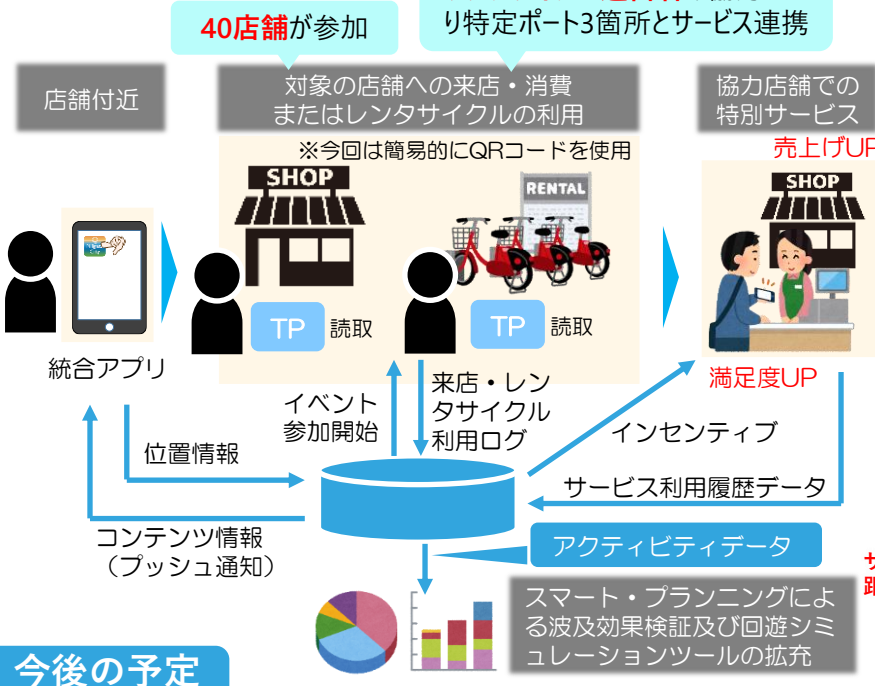 40店舗が参加
り特定ポート3箇所とサービス連携
店舗付近
対象の店舗への来店・消費
またはレンタサイクルの利用
協力店舗での
特別サービス
※今回は簡易的にQRコードを使用
売上げUP
SHOP
RENTAL
SHOP
TP 読取
TP 読取
統合アプリ
満足度UP
イベント
参加開始
来店・レン
タサイクル
利用ログ
インセンティブ
位置情報
サービス利用履歴データ
コンテンツ情報
（プッシュ通知）
アクティビティデータ
スマート・プランニングによ
る波及効果検証及び回遊シミ
ュレーションツールの拡充
今後の予定